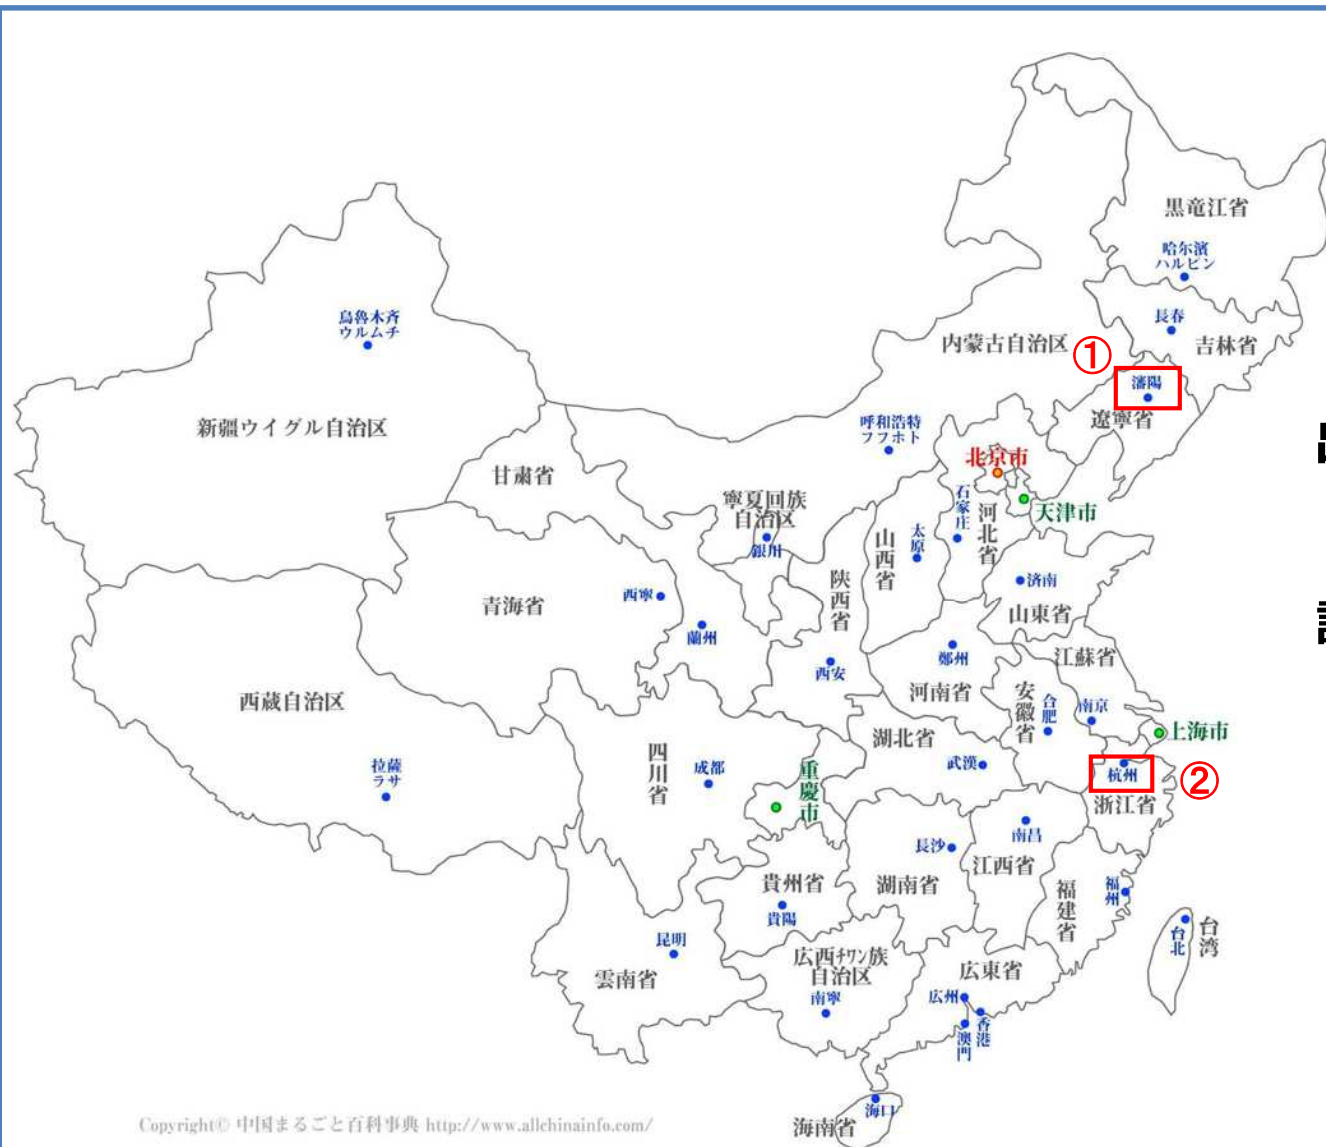 黒竜江省
哈尔濱
ハルビン
長春
吉林省
内蒙古自治区
①
瀋陽
遼寧省
烏魯木斉
ウルムチ
新疆ウイグル自治区
呼和浩特
フフホト
北京市
天津市
甘粛省
寧夏回族
自治区
銀川
石家庄
河北省
太原
山西省
陝西省
済南
山東省
青海省
西寧
蘭州
西安
鄭州
河南省
江蘇省
安徽省
合肥
南京
上海市
西蔵自治区
拉薩
ラサ
四川省
成都
重慶市
湖北省
武漢
杭州
②
浙江省
南昌
江西省
長沙
湖南省
貴州省
貴陽
福建省
福州
台北
台湾
昆明
雲南省
広西チワン族
自治区
南寧
広東省
広州
香港
澳門
海口
海南省
Copyright© 中国まるごと百科事典 http://www.allchinainfo.com/